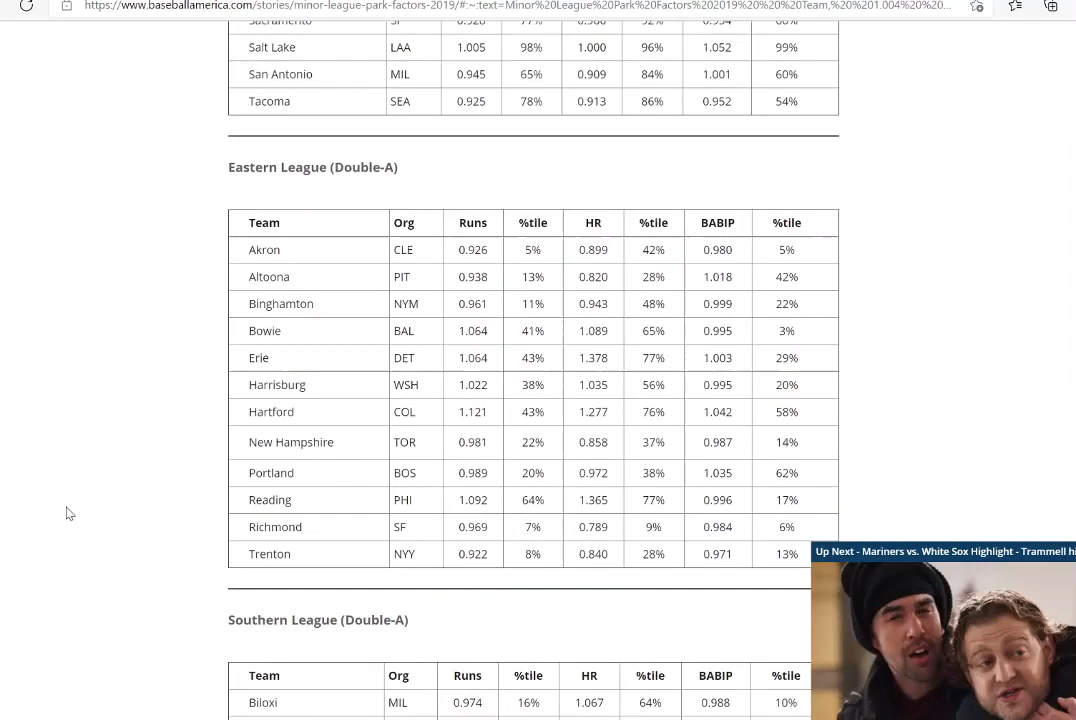 https://www.baseballamerica.com/stories/minor-league-park-factors-2019/#:~:text=Minor%20League%20Park%20Factors%202019%20%20%20Team,%20%201.004%20%20%20...
Sacramento SF 0.928 77% 92% 0.954
Salt Lake LAA 1.005 98% 1.000 96% 1.052 99%
San Antonio MIL 0.945 65% 0.909 84% 1.001 60%
Tacoma SEA 0.925 78% 0.913 86% 0.952 54%
Eastern League (Double-A)
Team Org Runs %tile HR %tile BABIP %tile
Akron CLE 0.926 5% 0.899 42% 0.980 5%
Altoona PIT 0.938 13% 0.820 28% 1.018 42%
Binghamton NYM 0.961 11% 0.943 48% 0.999 22%
Bowie BAL 1.064 41% 1.089 65% 0.995 3%
Erie DET 1.064 43% 1.378 77% 1.003 29%
Harrisburg WSH 1.022 38% 1.035 56% 0.995 20%
Hartford COL 1.121 43% 1.277 76% 1.042 58%
New Hampshire TOR 0.981 22% 0.858 37% 0.987 14%
Portland BOS 0.989 20% 0.972 38% 1.035 62%
Reading PHI 1.092 64% 1.365 77% 0.996 17%
Richmond SF 0.969 7% 0.789 9% 0.984 6%
Trenton NYY 0.922 8% 0.840 28% 0.971 13%
Up Next - Mariners vs. White Sox Highlight - Trammell hi
Southern League (Double-A)
Team Org Runs %tile HR %tile BABIP %tile
Biloxi MIL 0.974 16% 1.067 64% 0.988 10%